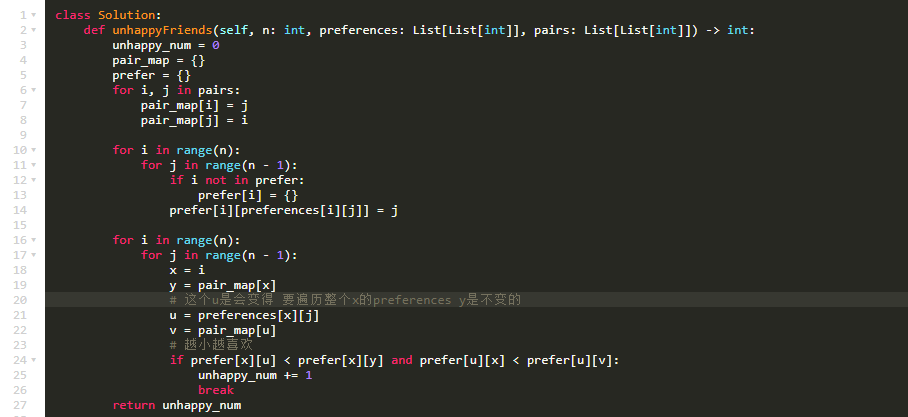 1 class Solution:
2 def unhappyFriends(self, n: int, preferences: List[List[int]], pairs: List[List[int]]) -> int:
3 unhappy_num = 0
4 pair_map = {}
5 prefer = {}
6 for i, j in pairs:
7 pair_map[i] = j
8 pair_map[j] = i
9
10 for i in range(n):
11 for j in range(n - 1):
12 if i not in prefer:
13 prefer[i] = {}
14 prefer[i][preferences[i][j]] = j
15
16 for i in range(n):
17 for j in range(n - 1):
18 x = i
19 y = pair_map[x]
20 # 这个u是会变得 要遍历整个x的preferences y是不变的
21 u = preferences[x][j]
22 v = pair_map[u]
23 # 越小越喜欢
24 if prefer[x][u] < prefer[x][y] and prefer[u][x] < prefer[u][v]:
25 unhappy_num += 1
26 break
27 return unhappy_num